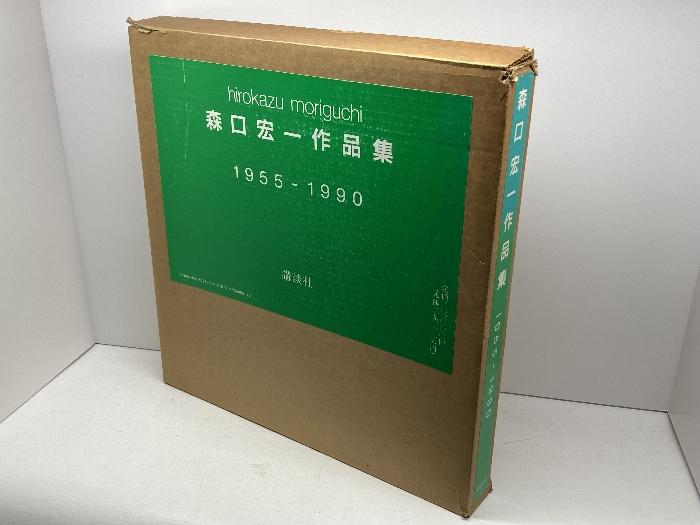 hirokazu moriguchi
森口宏一作品集
1955-1990
講談社
森口宏一作品集 1955-1990